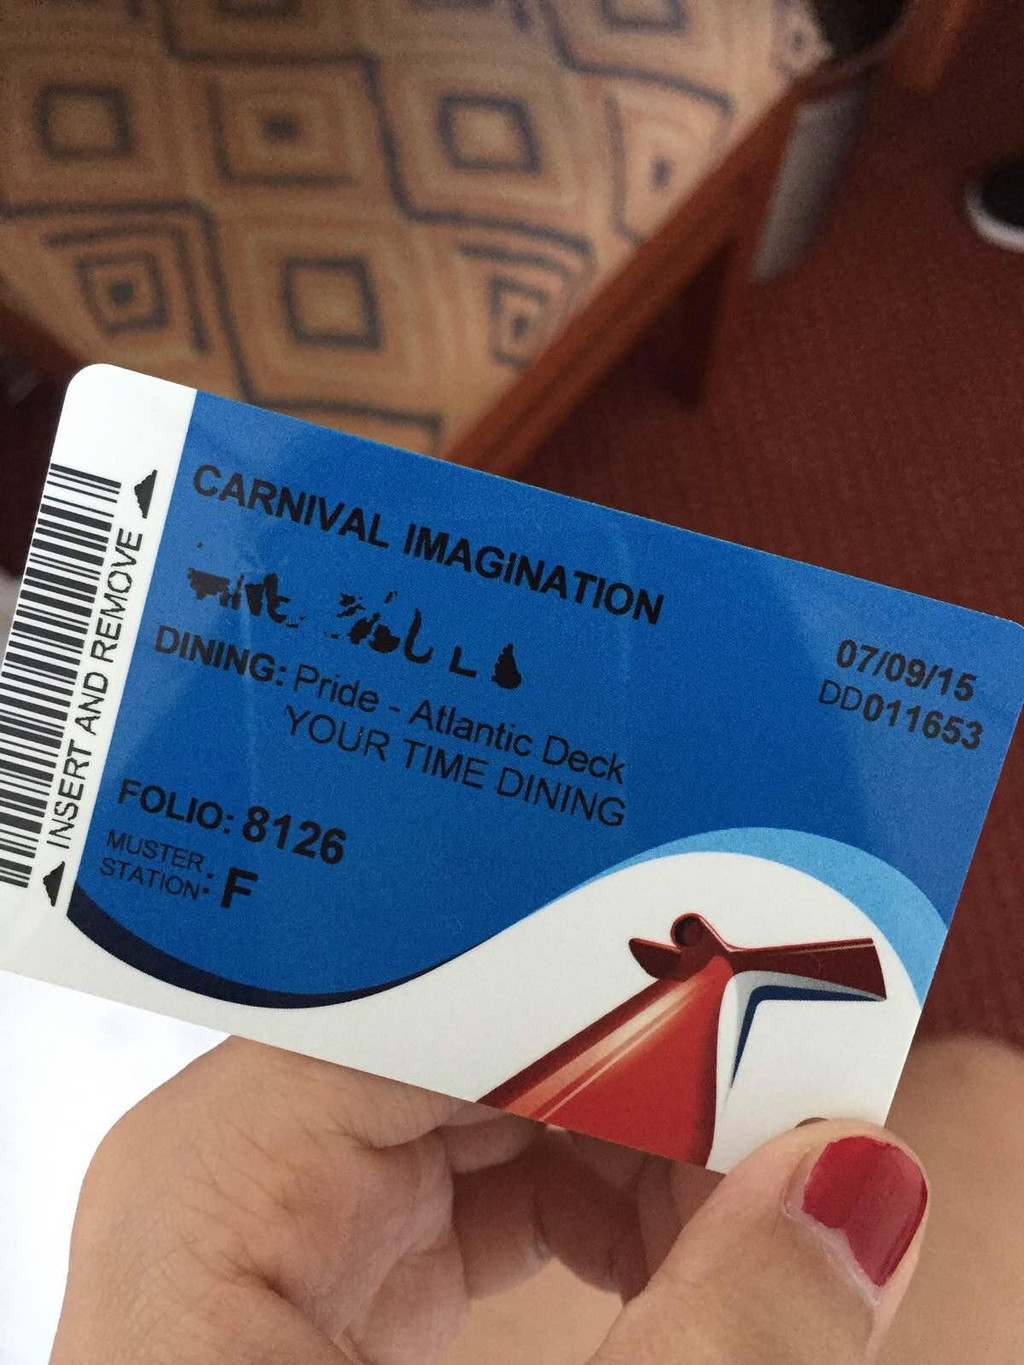 CARNIVAL IMAGINATION
07/09/15
DD011653
DINING: Pride - Atlantic Deck
YOUR TIME DINING
FOLIO: 8126
MUSTER
STATION: F
INSERT AND REMOVE